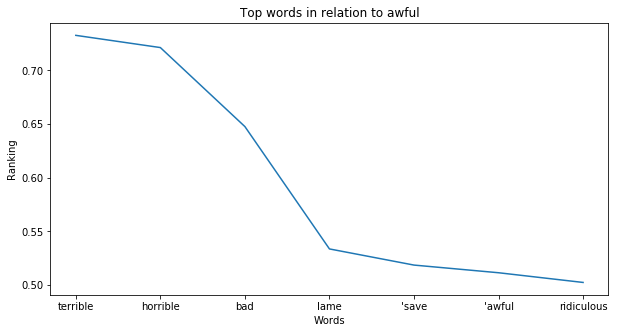 Top words in relation to awful
Ranking
0.70
0.65
0.60
0.55
0.50
terrible horrible bad lame 'save 'awful ridiculous
Words